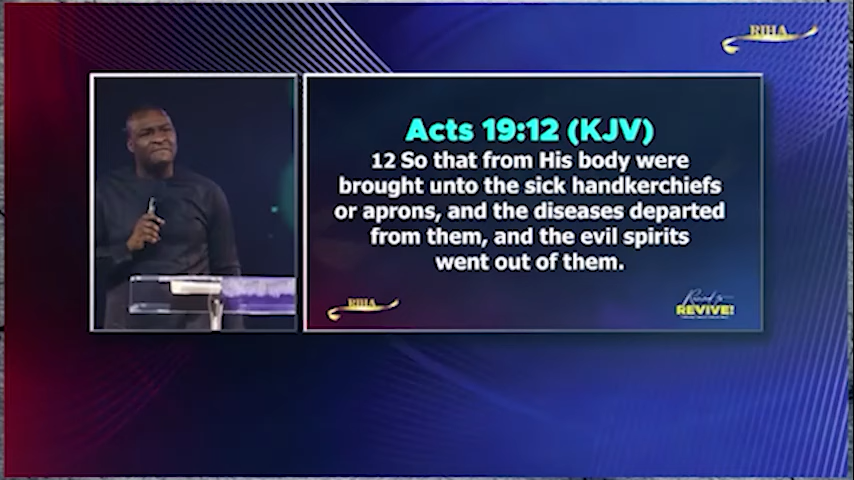 RIHA
Acts 19:12 (KJV)
12 So that from His body were
brought unto the sick handkerchiefs
or aprons, and the diseases departed
from them, and the evil spirits
went out of them.
RIHA
REVIVE!